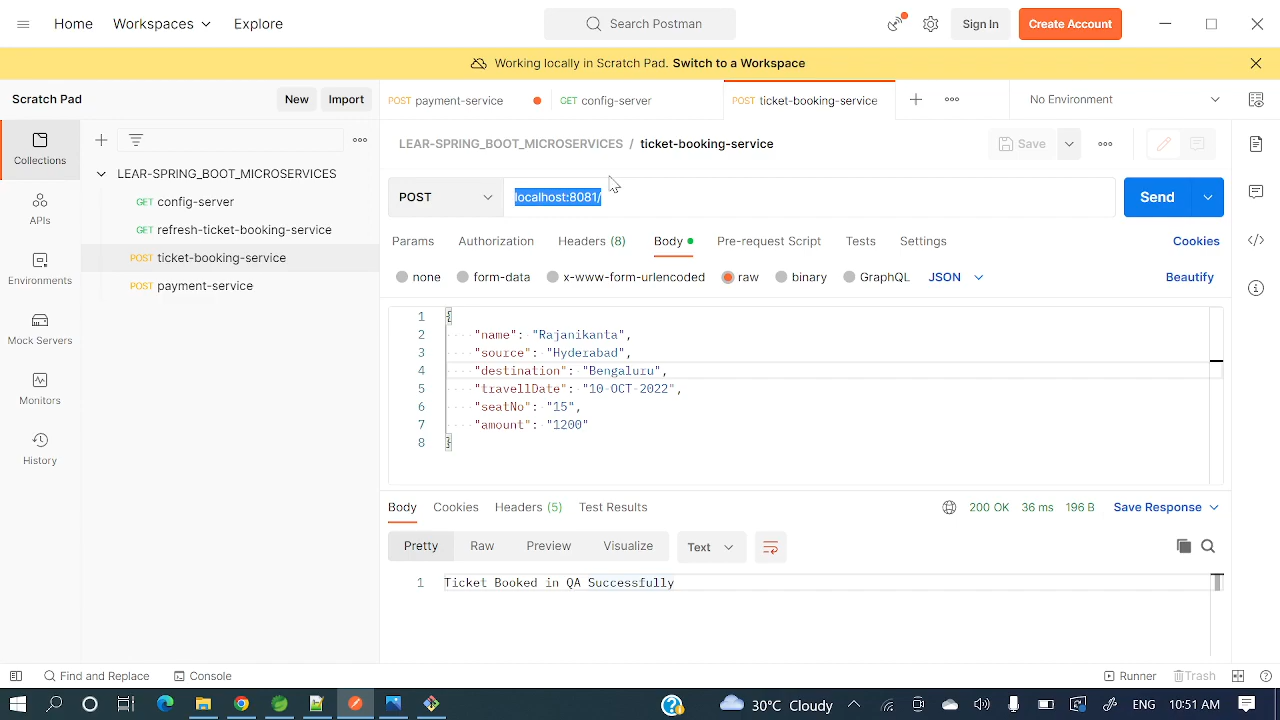 Home Workspaces Explore Search Postman Sign In Create Account
Working locally in Scratch Pad. Switch to a Workspace
Scratch Pad New Import POST payment-service GET config-server POST ticket-booking-service No Environment
Collections
APIs
Environments
Mock Servers
Monitors
History
LEAR-SPRING_BOOT_MICROSERVICES
GET config-server
GET refresh-ticket-booking-service
POST ticket-booking-service
POST payment-service
LEAR-SPRING_BOOT_MICROSERVICES / ticket-booking-service Save
POST localhost:8081/ Send
Params Authorization Headers (8) Body Pre-request Script Tests Settings Cookies
none form-data x-www-form-urlencoded raw binary GraphQL JSON Beautify
1 {
2 "name": "Rajanikanta",
3 "source": "Hyderabad",
4 "destination": "Bengaluru",
5 "travellDate": "10-OCT-2022",
6 "seatNo": "15",
7 "amount": "1200"
8 }
Body Cookies Headers (5) Test Results 200 OK 36 ms 196 B Save Response
Pretty Raw Preview Visualize Text
1 Ticket Booked in QA Successfully
Find and Replace Console Runner Trash
30°C Cloudy ENG 10:51 AM